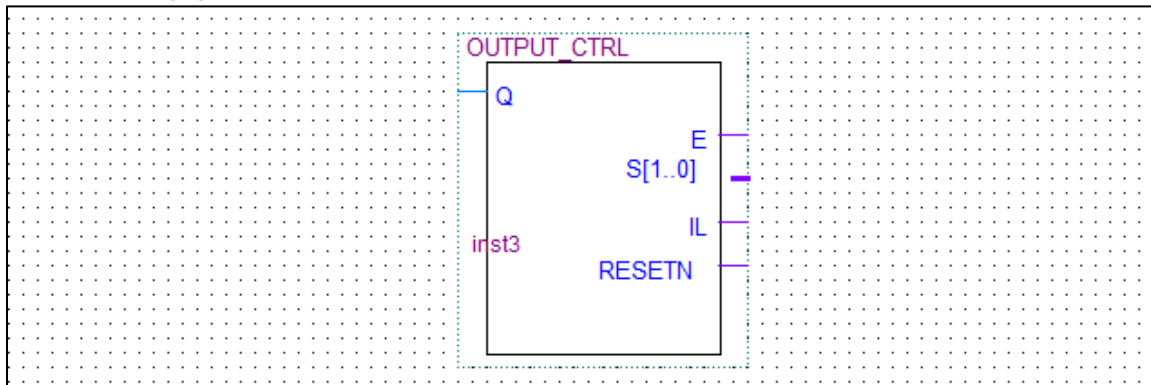 OUTPUT_CTRL
Q
E
S[1..0]
IL
inst3
RESETN